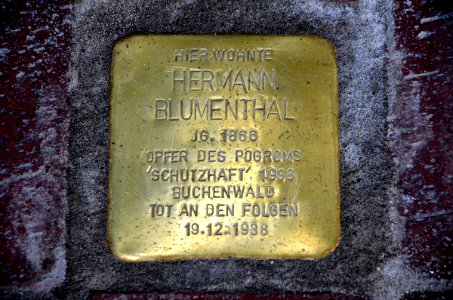 HIER WOHNTE
HERMANN
BLUMENTHAL
JG. 1866
OPFER DES POGROMS
'SCHUTZHAFT' 1938
BUCHENWALD
TOT AN DEN FOLGEN
19.12.1938